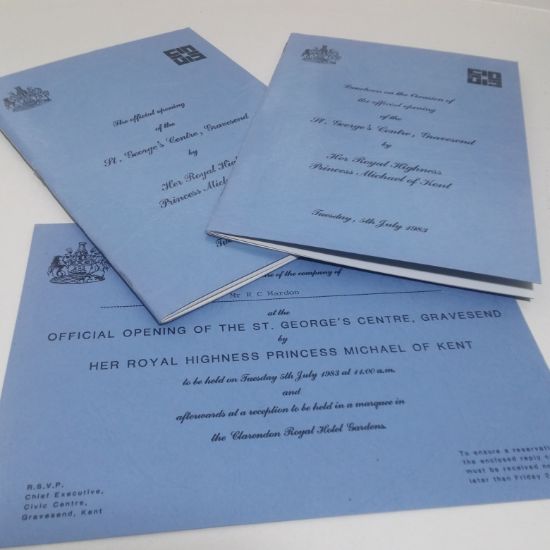 The official opening
of the
St. George's Centre, Gravesend
by
Her Royal High
Princess Michael of
Luncheon on the Occasion of
the official opening
of the
St. George's Centre, Gravesend
by
Her Royal Highness
Princess Michael of Kent
Tuesday, 5th July 1983
of the company of
Mr R C Hardon
at the
OFFICIAL OPENING OF THE ST. GEORGE'S CENTRE, GRAVESEND
by
HER ROYAL HIGHNESS PRINCESS MICHAEL OF KENT
to be held on Tuesday 5th July 1983 at 11.00 a.m.
and
afterwards at a reception to be held in a marquee in
the Clarendon Royal Hotel Gardens.
R.S.V.P.
Chief Executive,
Civic Centre,
Gravesend, Kent
To ensure a reservati
the enclosed reply
must be received
later than Friday